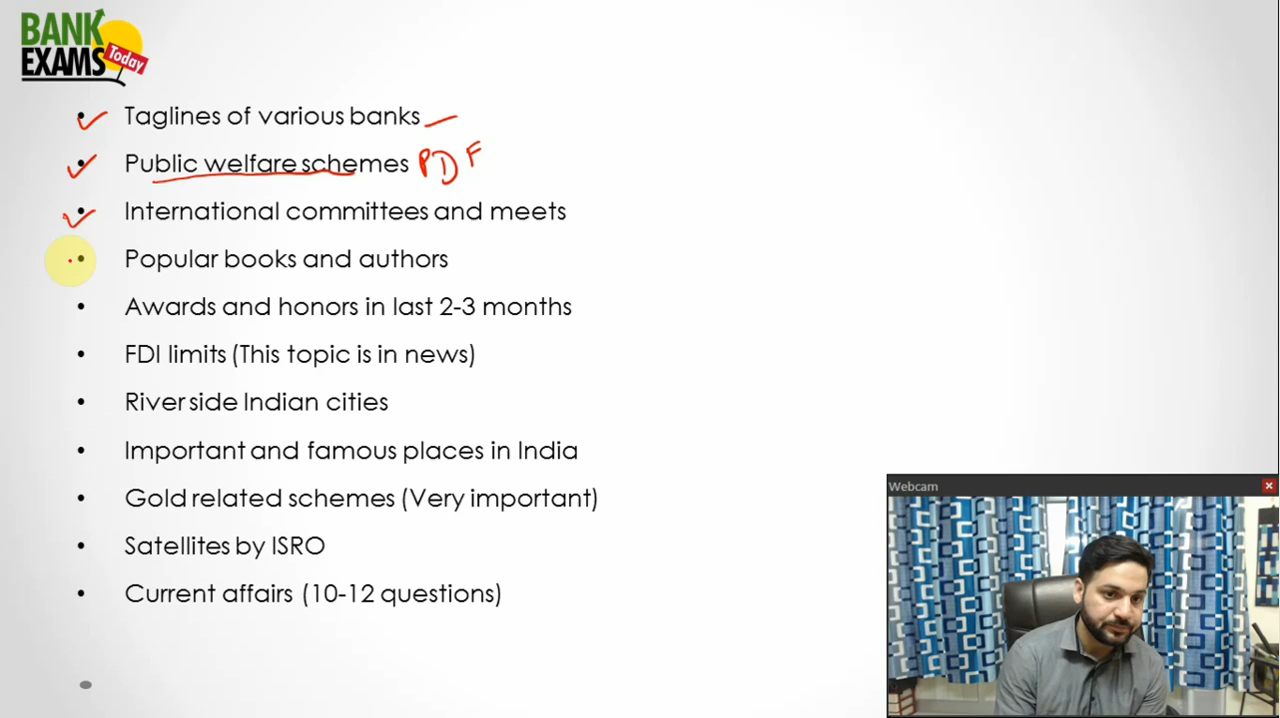 BANK
EXAMS Today
• Taglines of various banks
• Public welfare schemes PDF
• International committees and meets
• Popular books and authors
• Awards and honors in last 2-3 months
• FDI limits (This topic is in news)
• River side Indian cities
• Important and famous places in India
• Gold related schemes (Very important)
• Satellites by ISRO
• Current affairs (10-12 questions)
Webcam